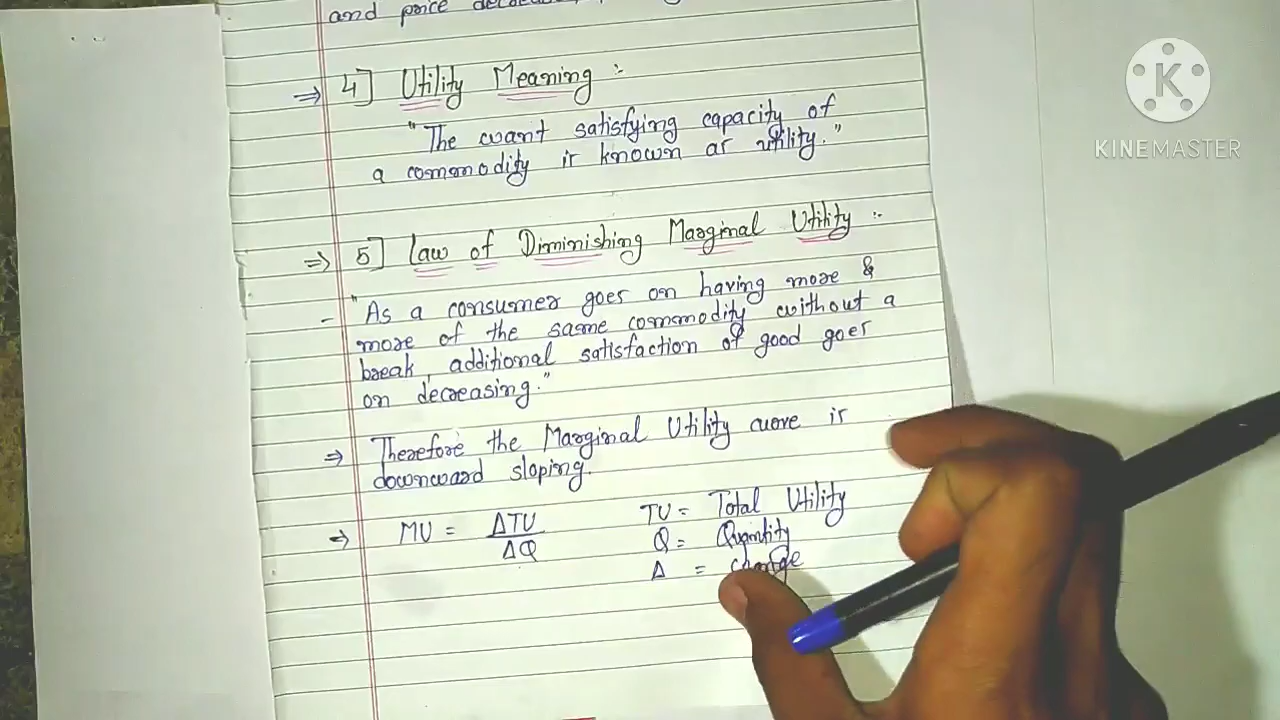 and price
⇒ 4] Utility Meaning :-
"The want satisfying capacity of
a commodity is known as utility."
⇒ 5] Law of Diminishing Marginal Utility :-
- "As a consumer goes on having more &
more of the same commodity without a
break, additional satisfaction of good goes
on decreasing."
⇒ Therefore the Marginal Utility curve is
downward sloping.
⇒ MU = ΔTU / ΔQ
TU = Total Utility
Q = Quantity
Δ = change
K
KINEMASTER